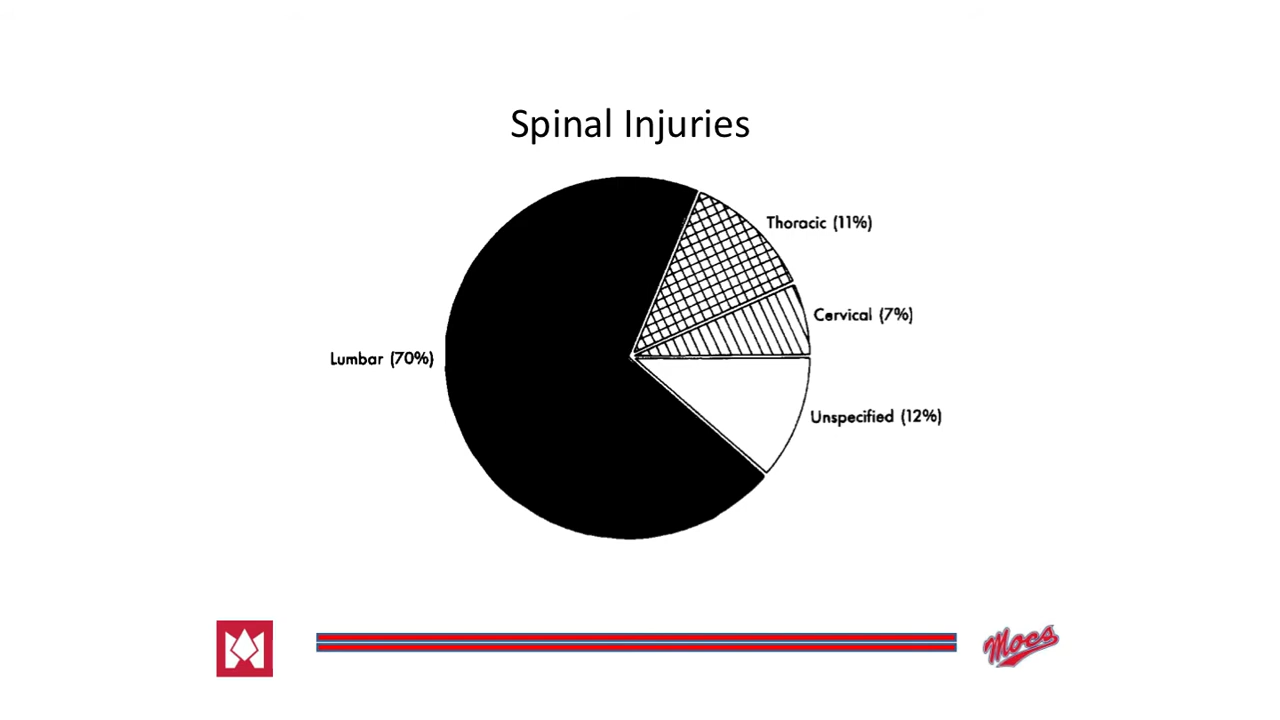 Spinal Injuries
Thoracic (11%)
Cervical (7%)
Lumbar (70%)
Unspecified (12%)
Mocs